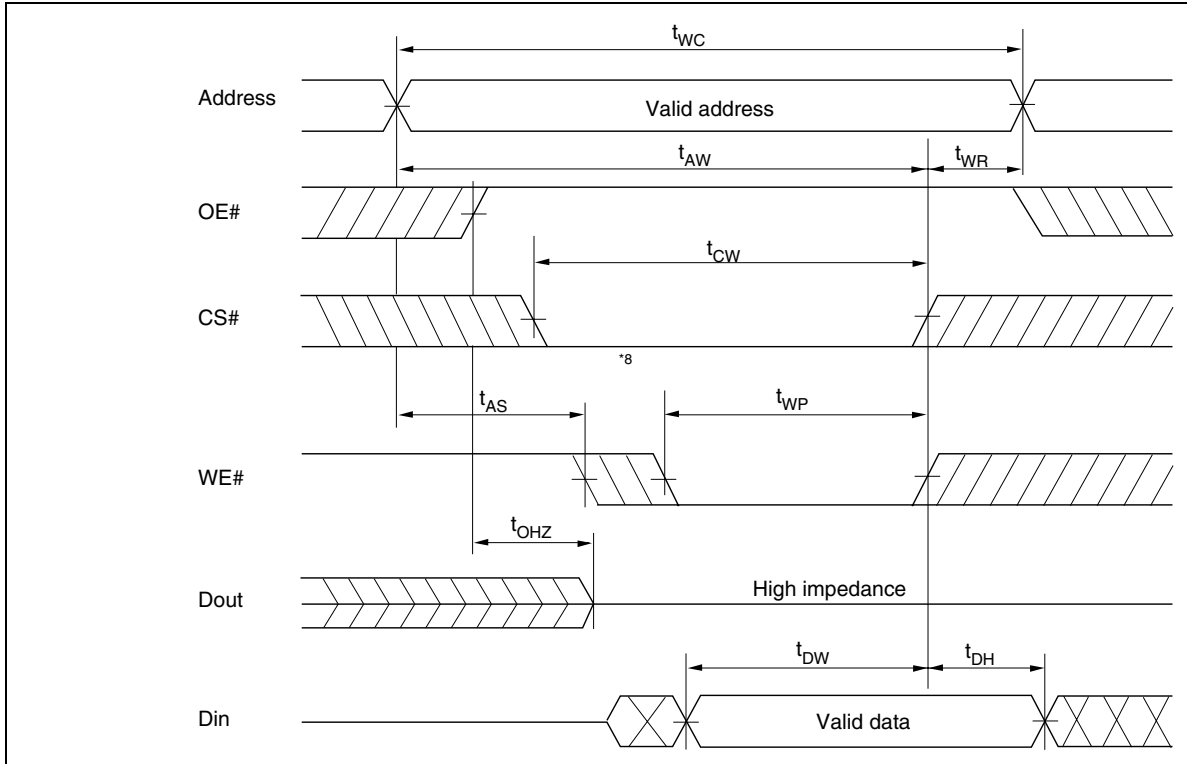 tWC
Address
Valid address
tAW
tWR
OE#
tCW
CS#
*8
tAS
tWP
WE#
tOHZ
Dout
High impedance
tDW
tDH
Din
Valid data